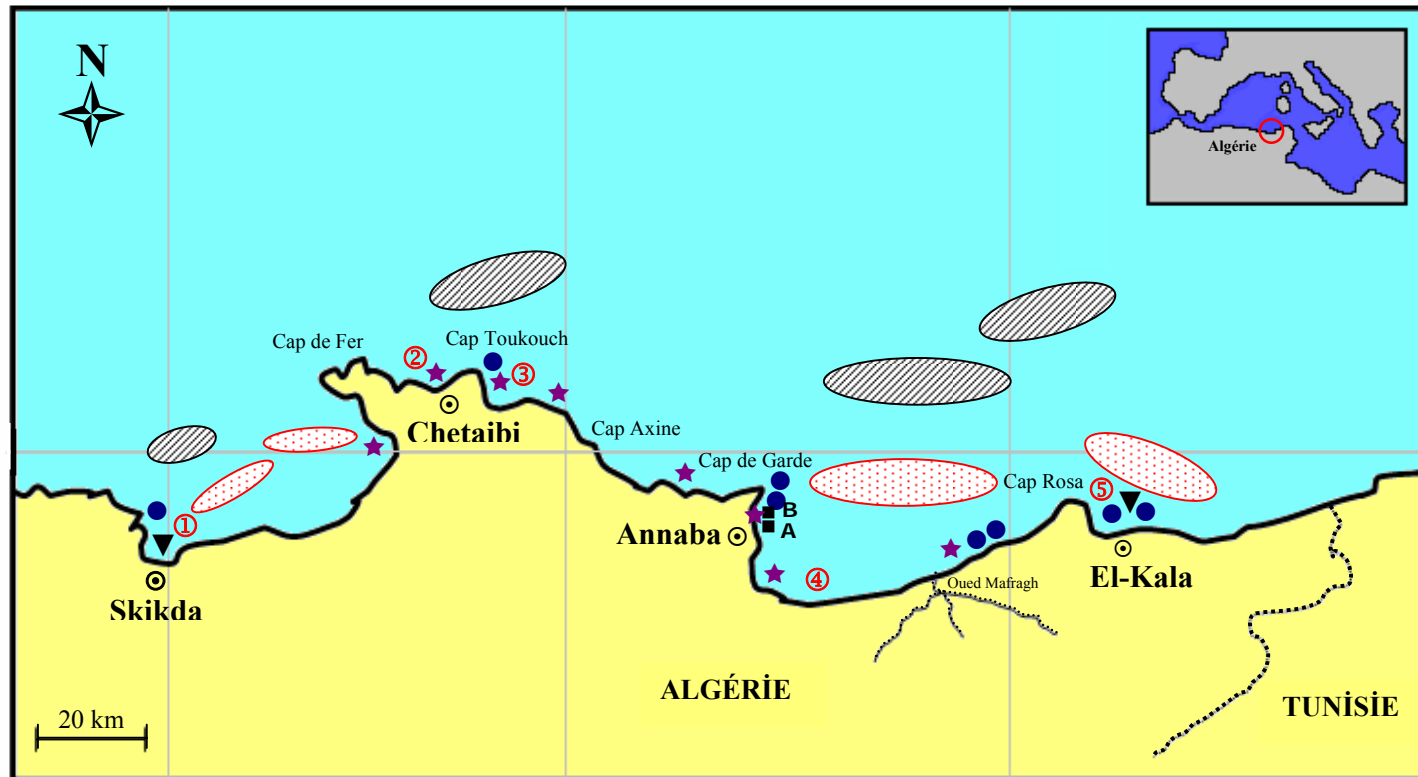 N
Algérie
Cap de Fer
②
Cap Toukouch
③
Chetaibi
Cap Axine
Cap de Garde
Cap Rosa
⑤
①
B
A
Annaba
④
Oued Mafragh
El-Kala
Skikda
ALGÉRİE
20 km
TUNİSİE